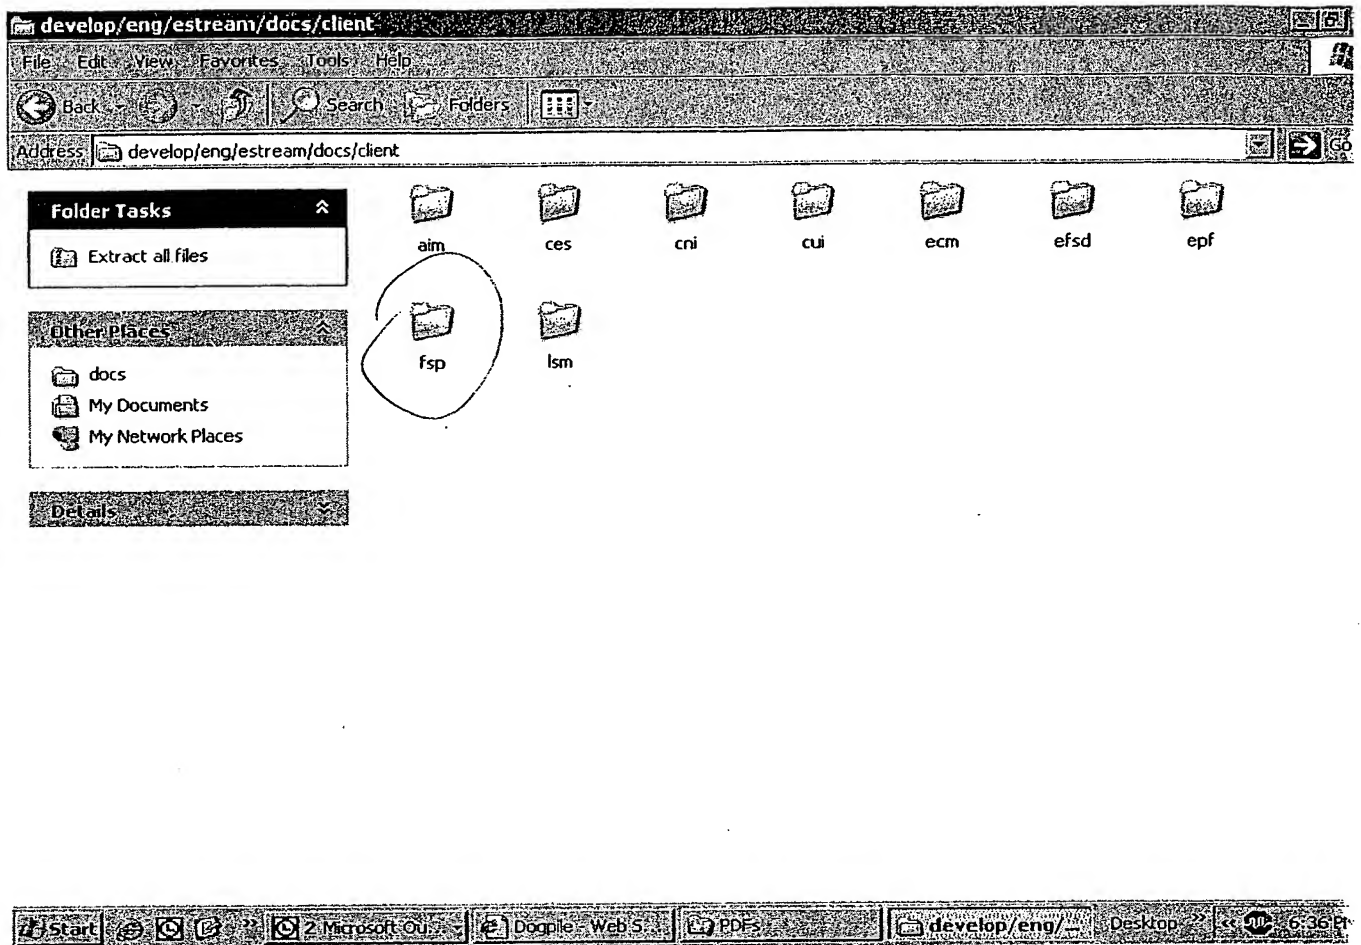 develop/eng/estream/docs/client
File Edit View Favorites Tools Help
Back Search Folders
Address develop/eng/estream/docs/client Go
Folder Tasks
Extract all files
Other Places
docs
My Documents
My Network Places
Details
aim ces cni cui ecm efsd epf
fsp lsm
Start 2 Microsoft Ou... Dogpile - Web S... PDFs develop/eng/... Desktop 6:36 P